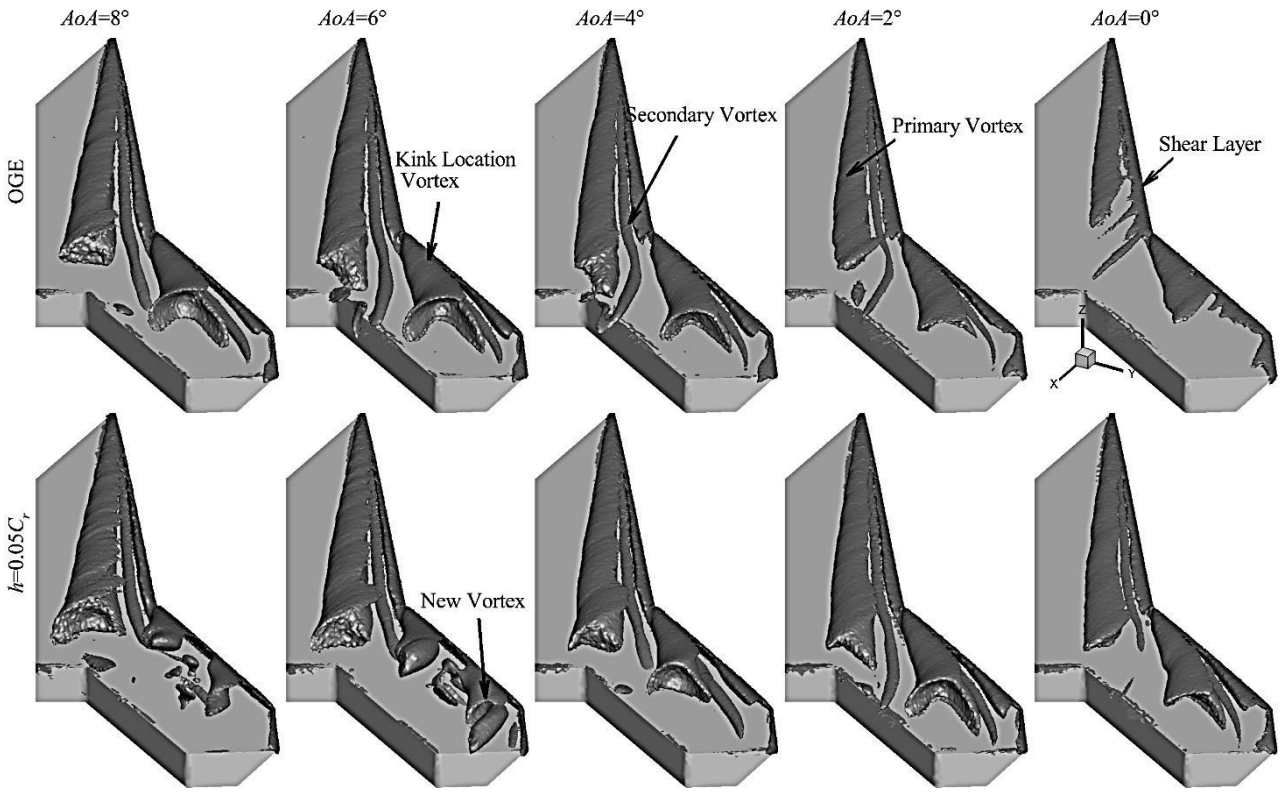 AoA=8°
AoA=6°
AoA=4°
AoA=2°
AoA=0°
OGE
Kink Location
Vortex
Secondary Vortex
Primary Vortex
Shear Layer
Z
X
Y
h=0.05Cr
New Vortex